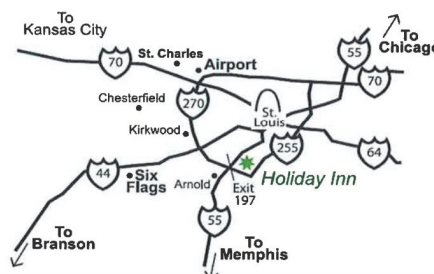 To
Kansas City
70
St. Charles
Airport
55
To
Chicago
70
Chesterfield
270
Kirkwood
St.
Louis
255
64
44
Six
Flags
Arnold
Exit
197
Holiday Inn
To
Branson
55
To
Memphis